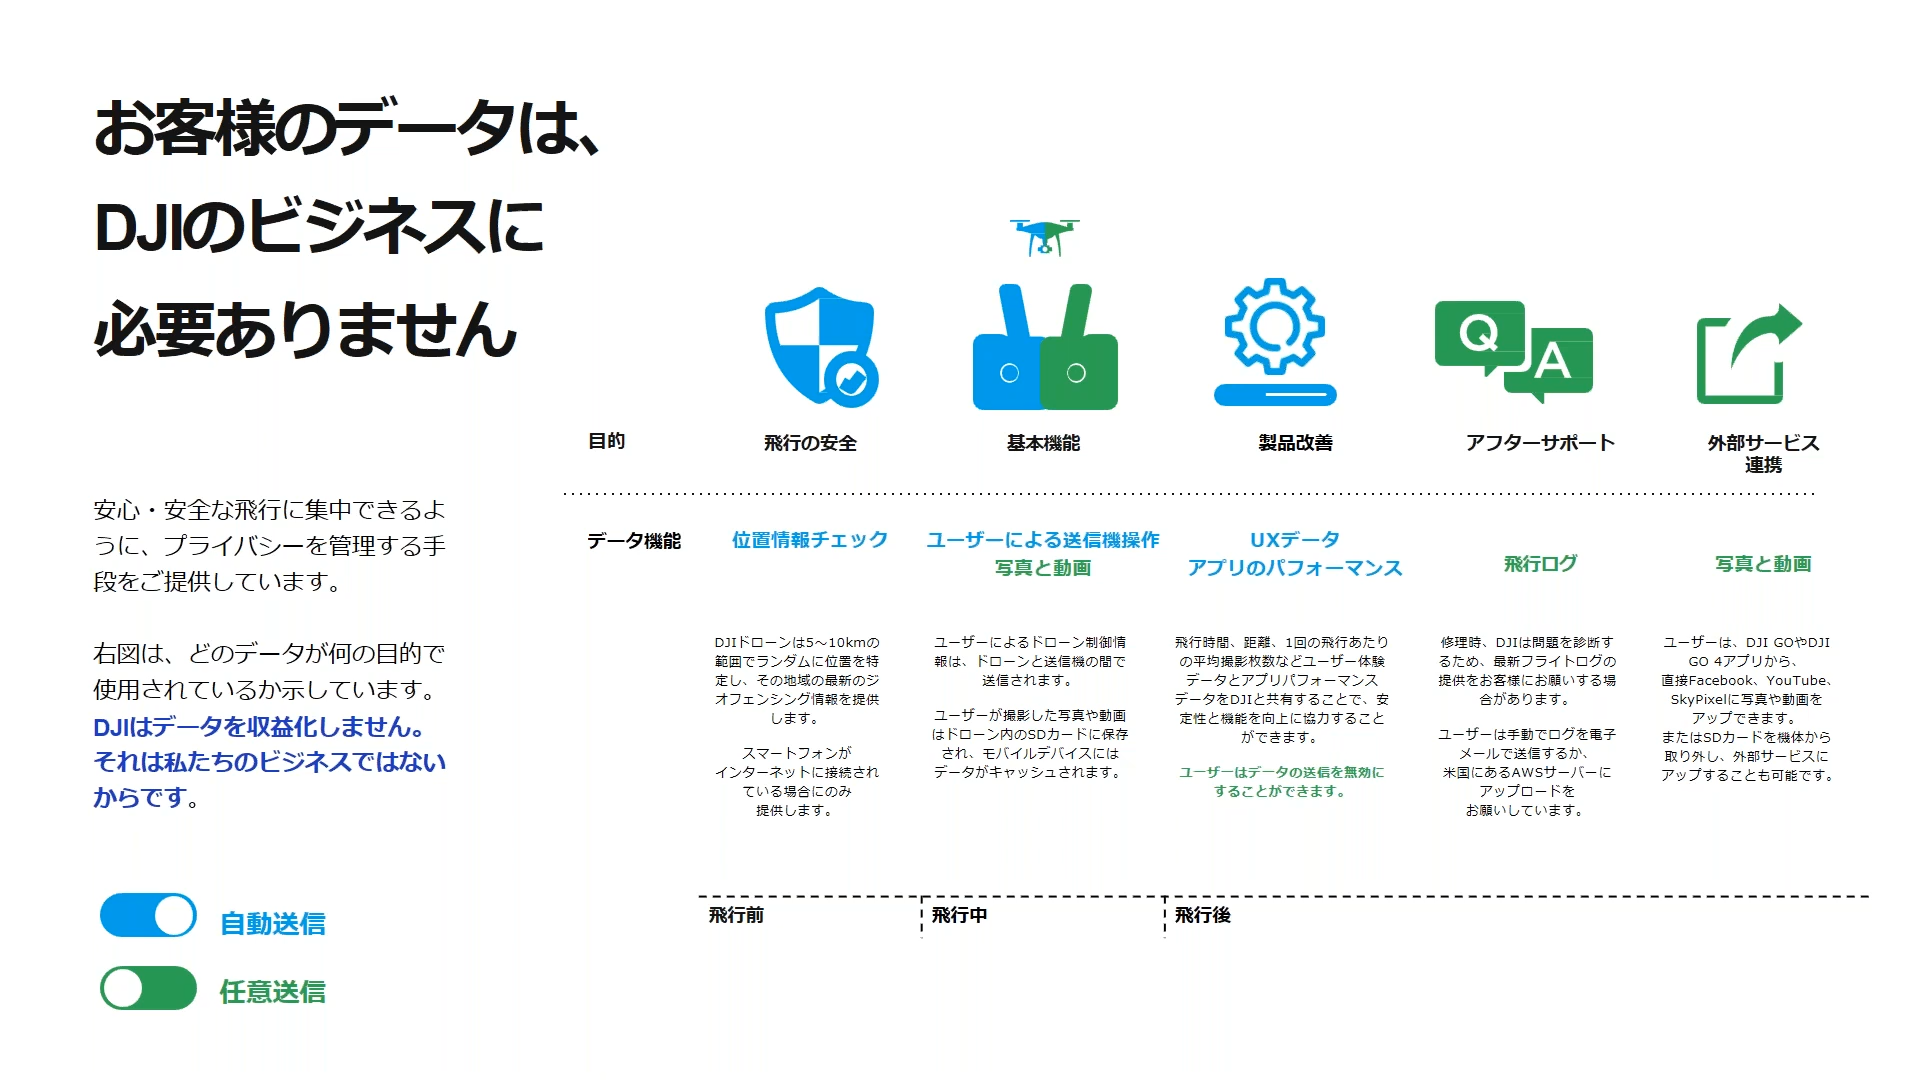 お客様のデータは、
DJIのビジネスに
必要ありません
安心・安全な飛行に集中できるよ
うに、プライバシーを管理する手
段をご提供しています。
右図は、どのデータが何の目的で
使用されているか示しています。
DJIはデータを収益化しません。
それは私たちのビジネスではない
からです。
自動送信
任意送信
Q
A
目的
飛行の安全
基本機能
製品改善
アフターサポート
外部サービス
連携
データ機能
位置情報チェック
ユーザーによる送信機操作
写真と動画
UXデータ
アプリのパフォーマンス
飛行ログ
写真と動画
DJIドローンは5～10kmの
範囲でランダムに位置を特
定し、その地域の最新のジ
オフェンシング情報を提供
します。
スマートフォンが
インターネットに接続され
ている場合にのみ
提供します。
ユーザーによるドローン制御情
報は、ドローンと送信機の間で
送信されます。
ユーザーが撮影した写真や動画
はドローン内のSDカードに保存
され、モバイルデバイスには
データがキャッシュされます。
飛行時間、距離、1回の飛行あたり
の平均撮影枚数などユーザー体験
データとアプリパフォーマンス
データをDJIと共有することで、安
定性と機能を向上に協力すること
ができます。
ユーザーはデータの送信を無効に
することができます。
修理時、DJIは問題を診断す
るため、最新フライトログの
提供をお客様にお願いする場
合があります。
ユーザーは手動でログを電子
メールで送信するか、
米国にあるAWSサーバーに
アップロードを
お願いしています。
ユーザーは、DJI GOやDJI
GO 4アプリから、
直接Facebook、YouTube、
SkyPixelに写真や動画を
アップできます。
またはSDカードを機体から
取り外し、外部サービスに
アップすることも可能です。
飛行前
飛行中
飛行後